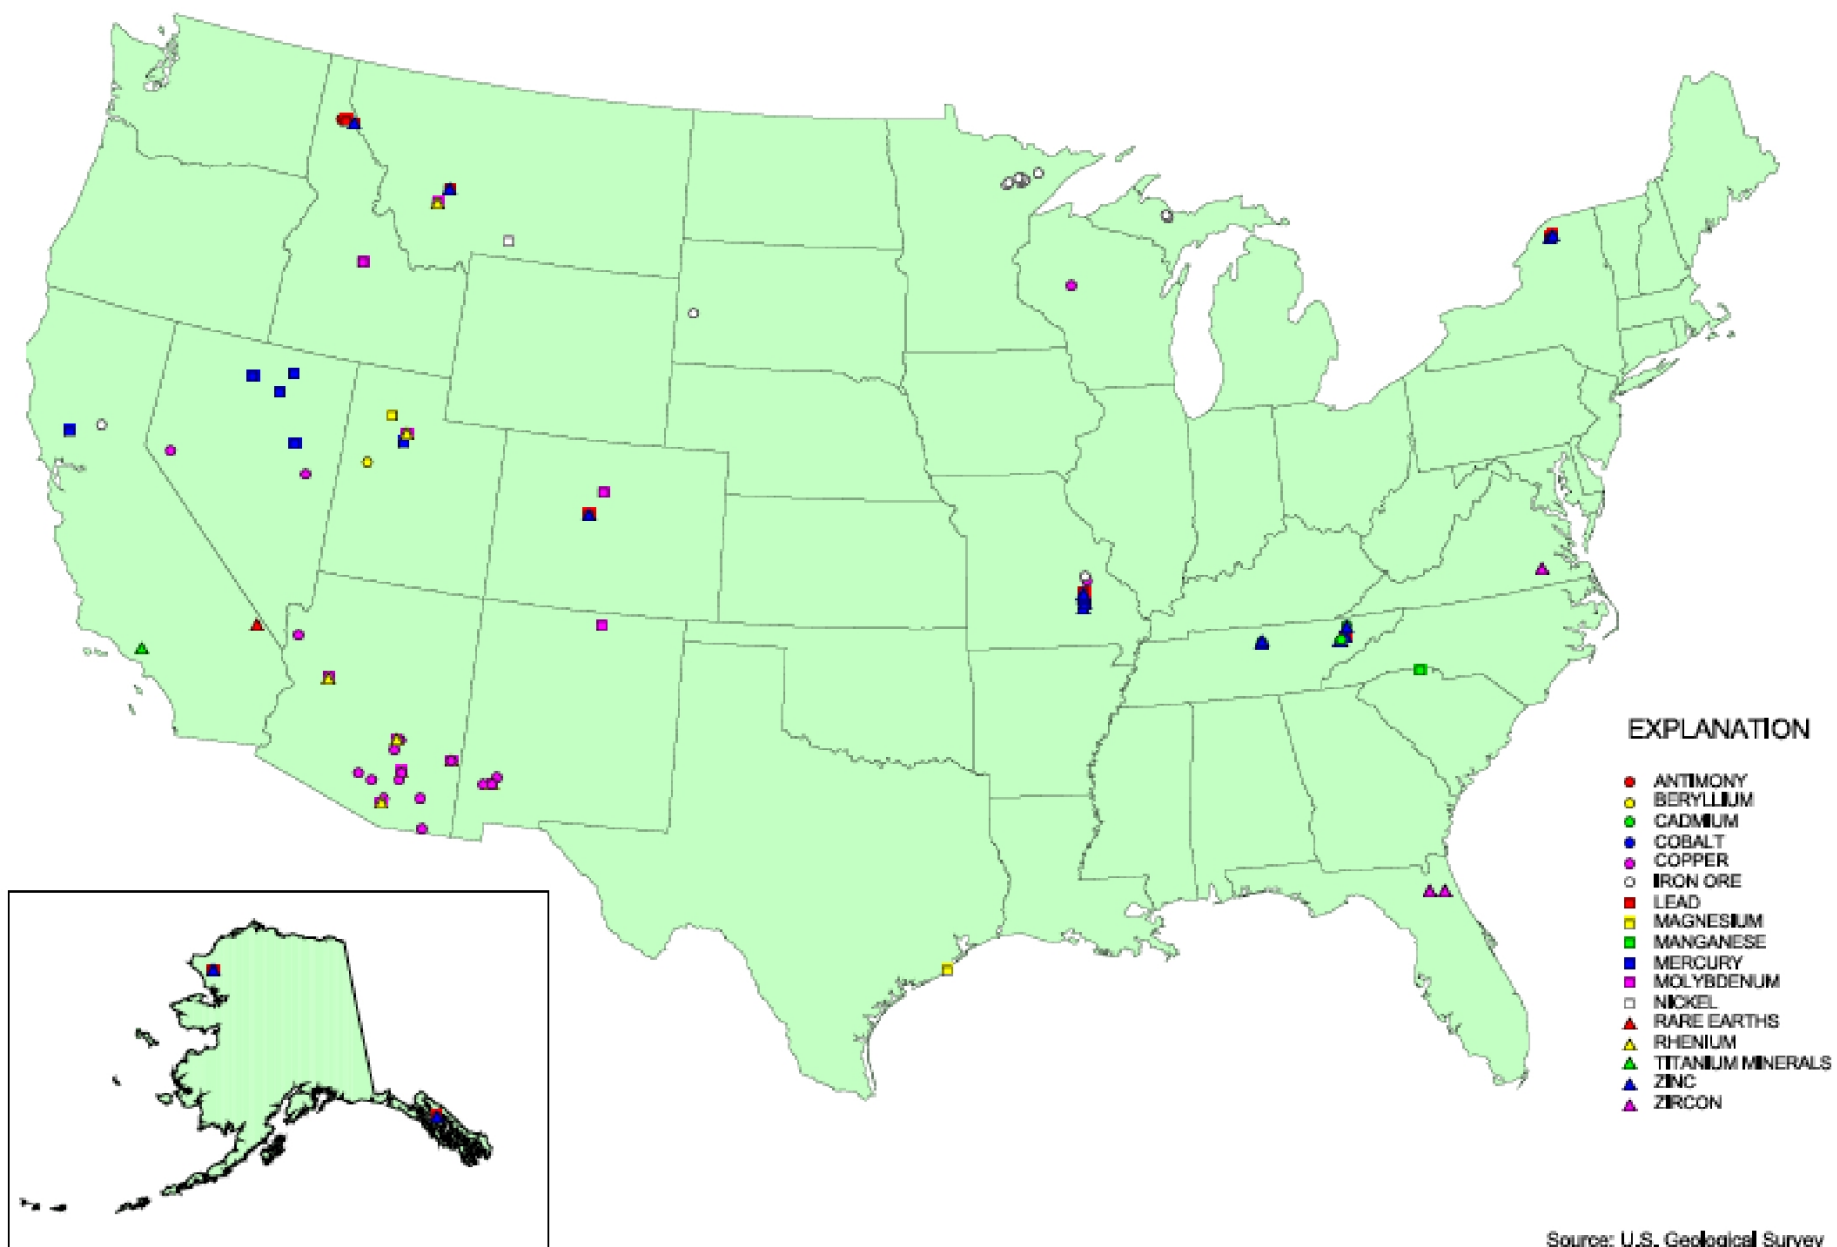 EXPLANATION
ANTIMONY
BERYLLIUM
CADMIUM
COBALT
COPPER
IRON ORE
LEAD
MAGNESIUM
MANGANESE
MERCURY
MOLYBDENUM
NICKEL
RARE EARTHS
RHENIUM
TITANIUM MINERALS
ZINC
ZIRCON
Source: U.S. Geological Survey